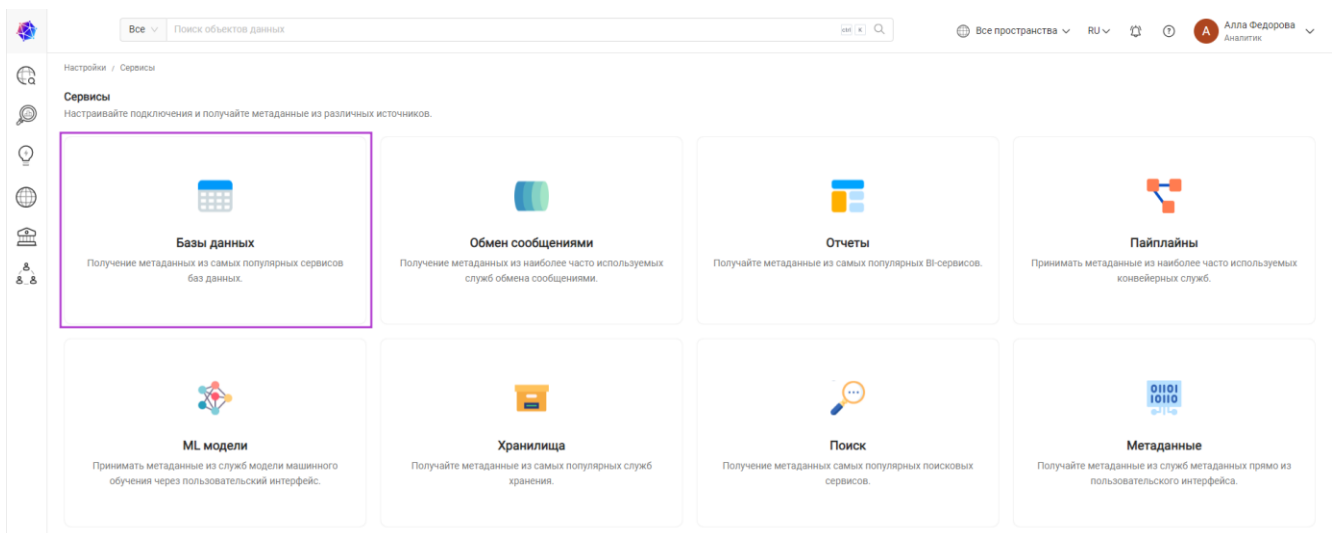 Все Поиск объектов данных Все пространства RU А Алла Федорова
Аналитик
Настройки / Сервисы
Сервисы
Настраивайте подключения и получайте метаданные из различных источников.
Базы данных
Получение метаданных из самых популярных сервисов
баз данных.
Обмен сообщениями
Получение метаданных из наиболее часто используемых
служб обмена сообщениями.
Отчеты
Получайте метаданные из самых популярных BI-сервисов.
Пайплайны
Принимать метаданные из наиболее часто используемых
конвейерных служб.
ML модели
Принимать метаданные из служб модели машинного
обучения через пользовательский интерфейс.
Хранилища
Получайте метаданные из самых популярных служб
хранения.
Поиск
Получение метаданных самых популярных поисковых
сервисов.
01101
10110
Метаданные
Получайте метаданные из служб метаданных прямо из
пользовательского интерфейса.